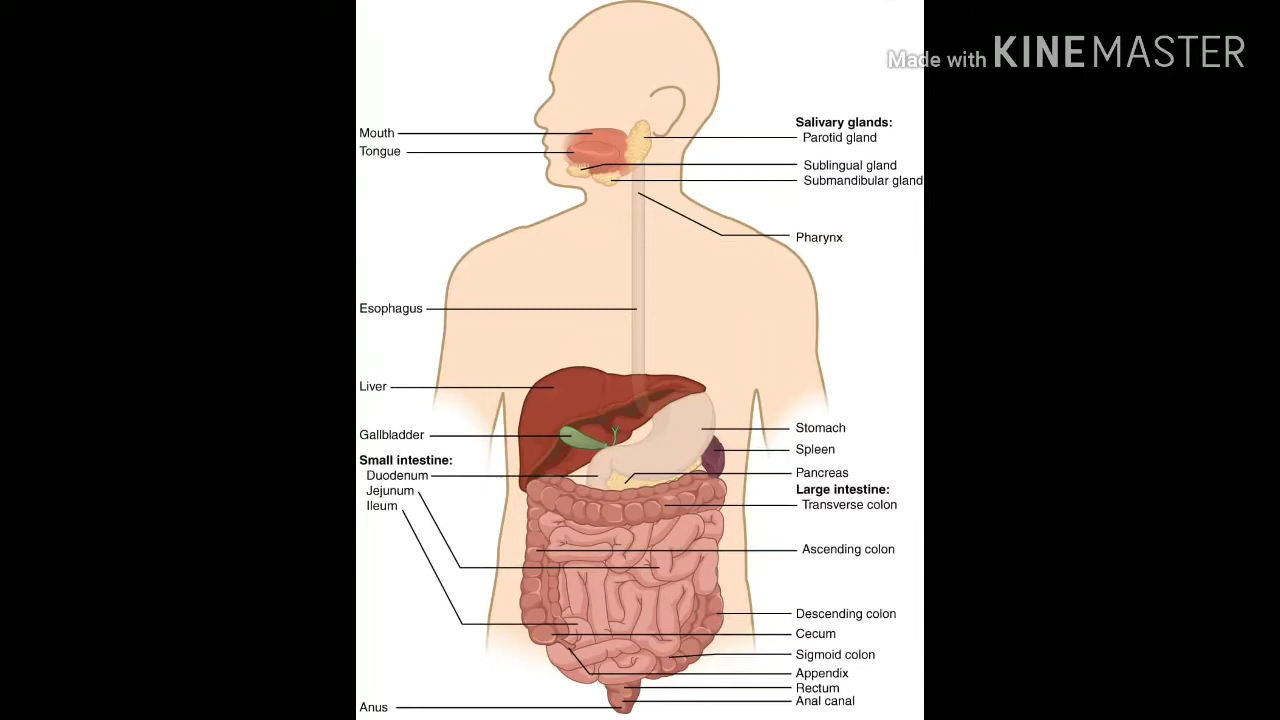 Made with KINEMASTER
Mouth
Tongue
Esophagus
Liver
Gallbladder
Small intestine:
Duodenum
Jejunum
Ileum
Anus
Salivary glands:
Parotid gland
Sublingual gland
Submandibular gland
Pharynx
Stomach
Spleen
Pancreas
Large intestine:
Transverse colon
Ascending colon
Descending colon
Cecum
Sigmoid colon
Appendix
Rectum
Anal canal